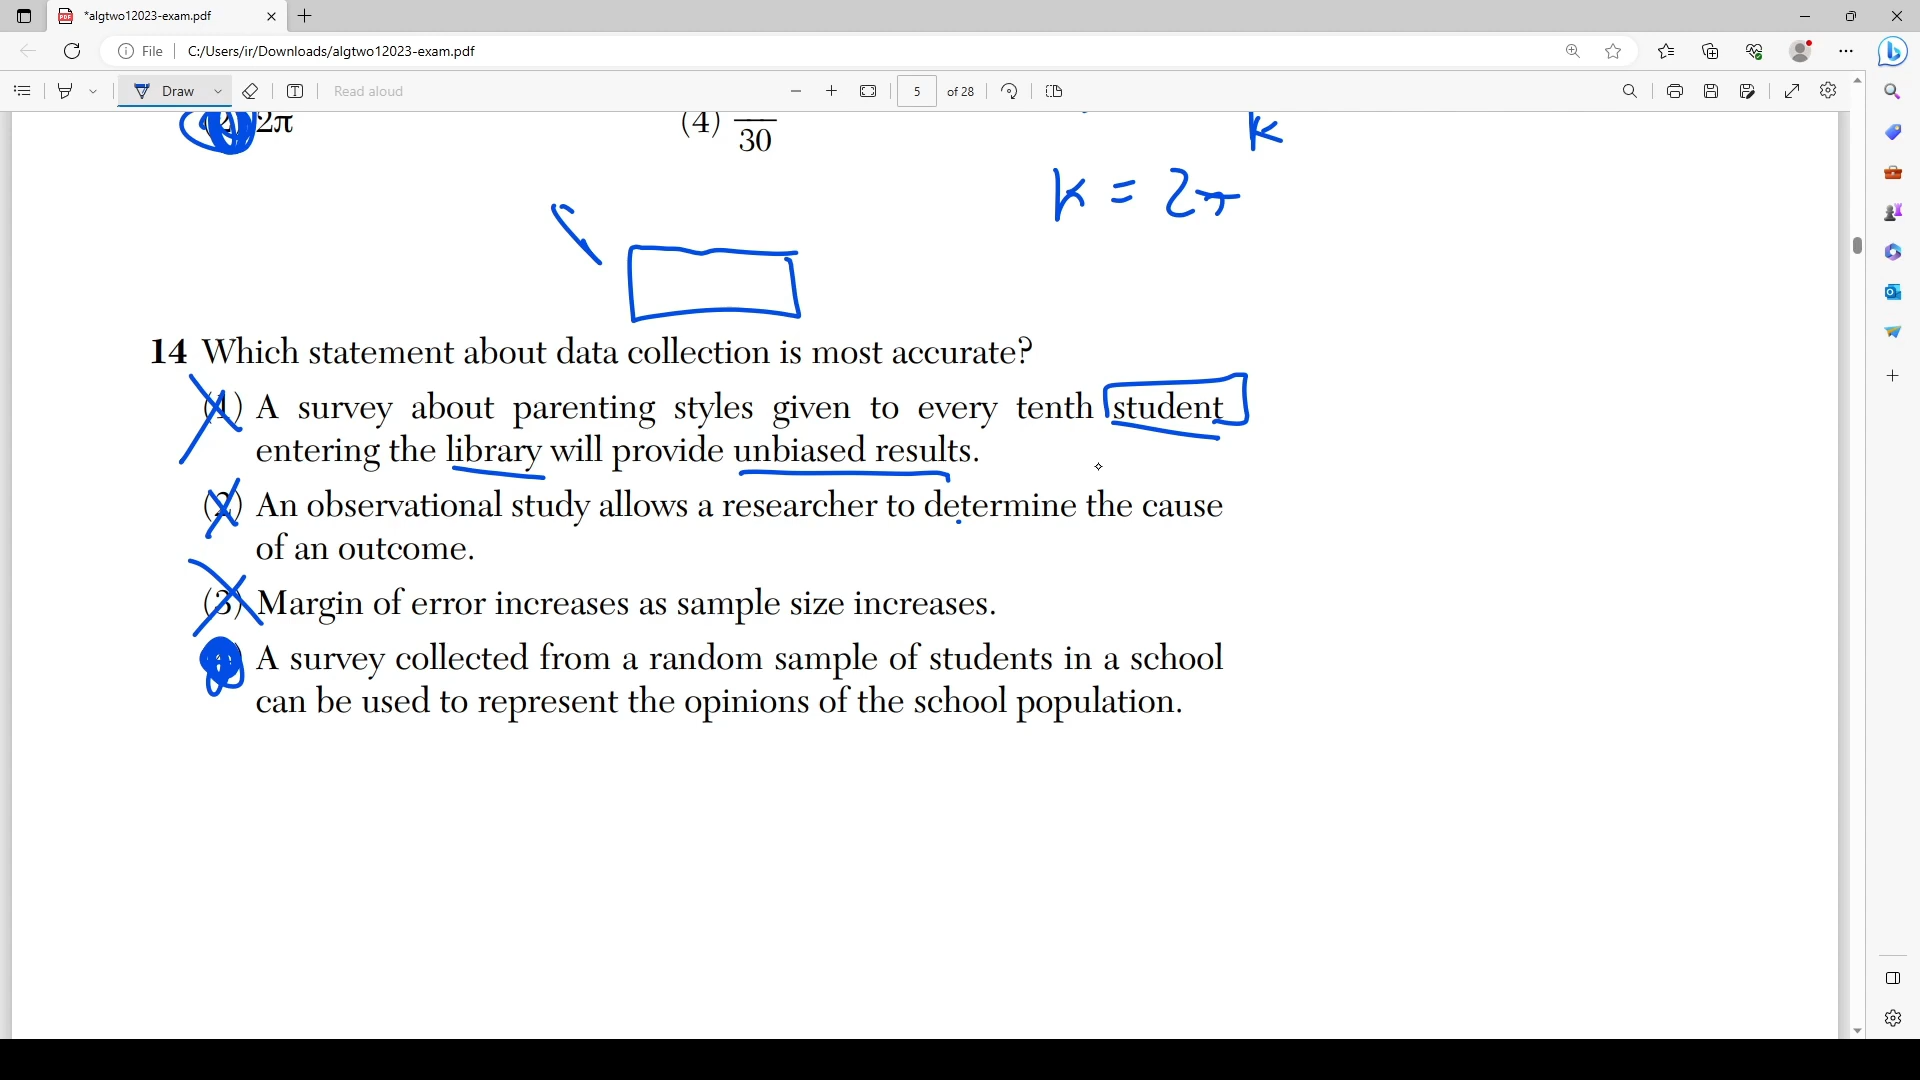 *algtwo12023-exam.pdf
File
C:/Users/ir/Downloads/algtwo12023-exam.pdf
Draw
Read aloud
5
of 28
2π
(4)
30
k
k = 2π
14 Which statement about data collection is most accurate?
(1) A survey about parenting styles given to every tenth student
entering the library will provide unbiased results.
(2) An observational study allows a researcher to determine the cause
of an outcome.
(3) Margin of error increases as sample size increases.
A survey collected from a random sample of students in a school
can be used to represent the opinions of the school population.